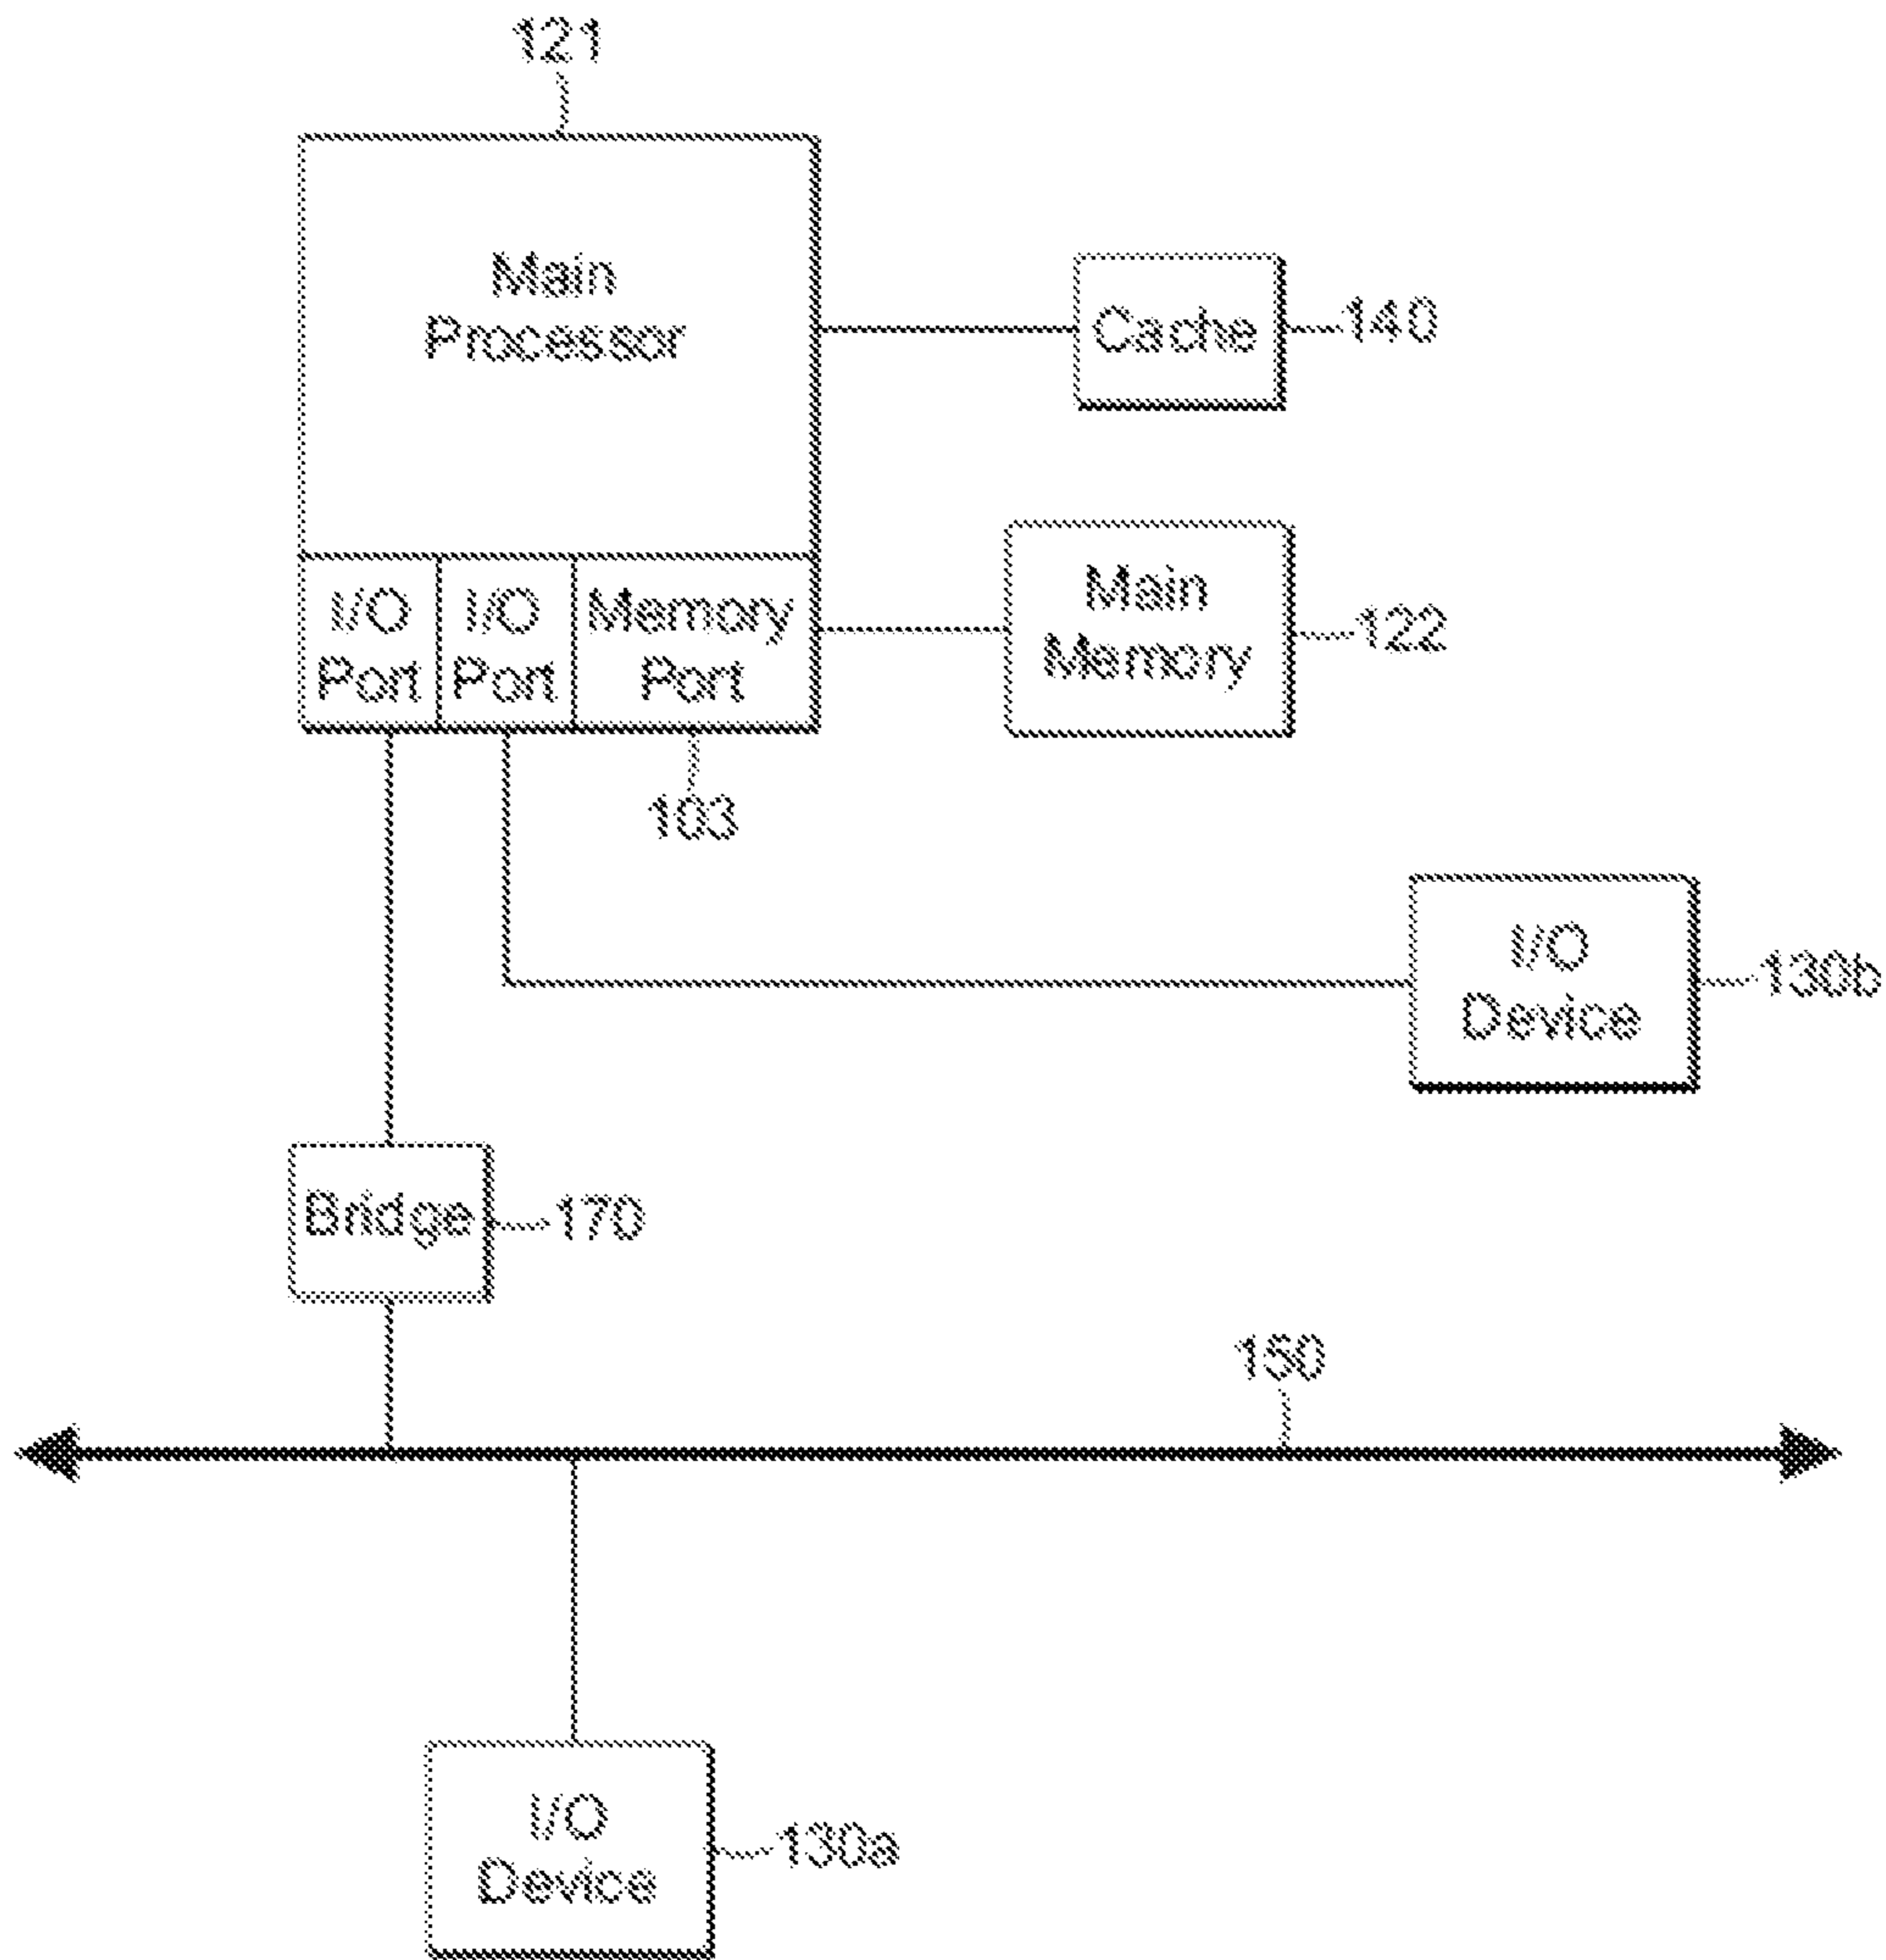 121
Main
Processor
Cache
140
I/O
Port
I/O
Port
Memory
Port
Main
Memory
122
103
I/O
Device
130b
Bridge
170
150
I/O
Device
130a